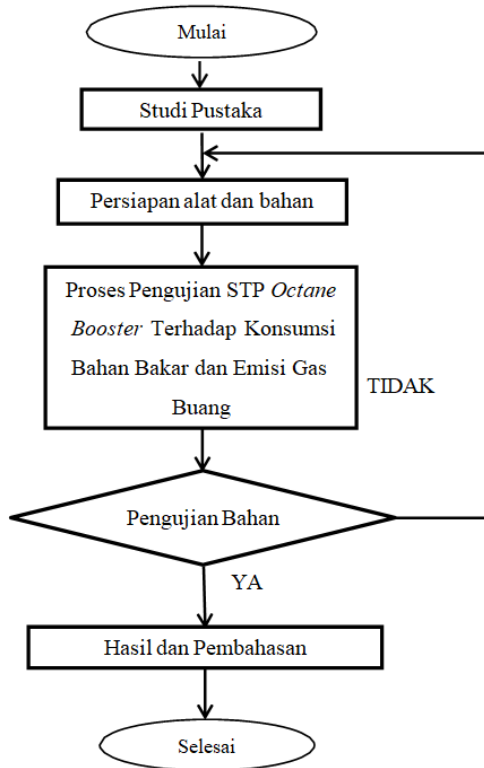 Mulai
Studi Pustaka
Persiapan alat dan bahan
Proses Pengujian STP Octane
Booster Terhadap Konsumsi
Bahan Bakar dan Emisi Gas
Buang
TIDAK
Pengujian Bahan
YA
Hasil dan Pembahasan
Selesai